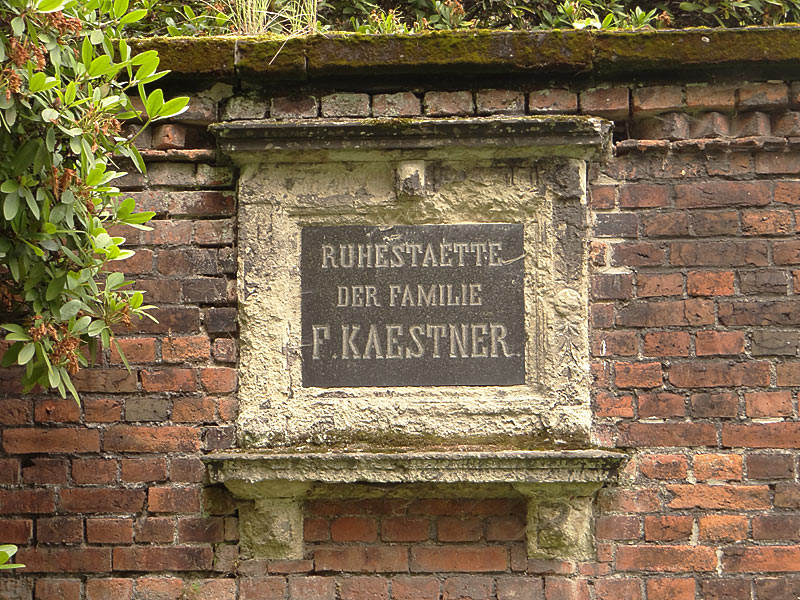 RUHESTAETTE
DER FAMILIE
F. KAESTNER.